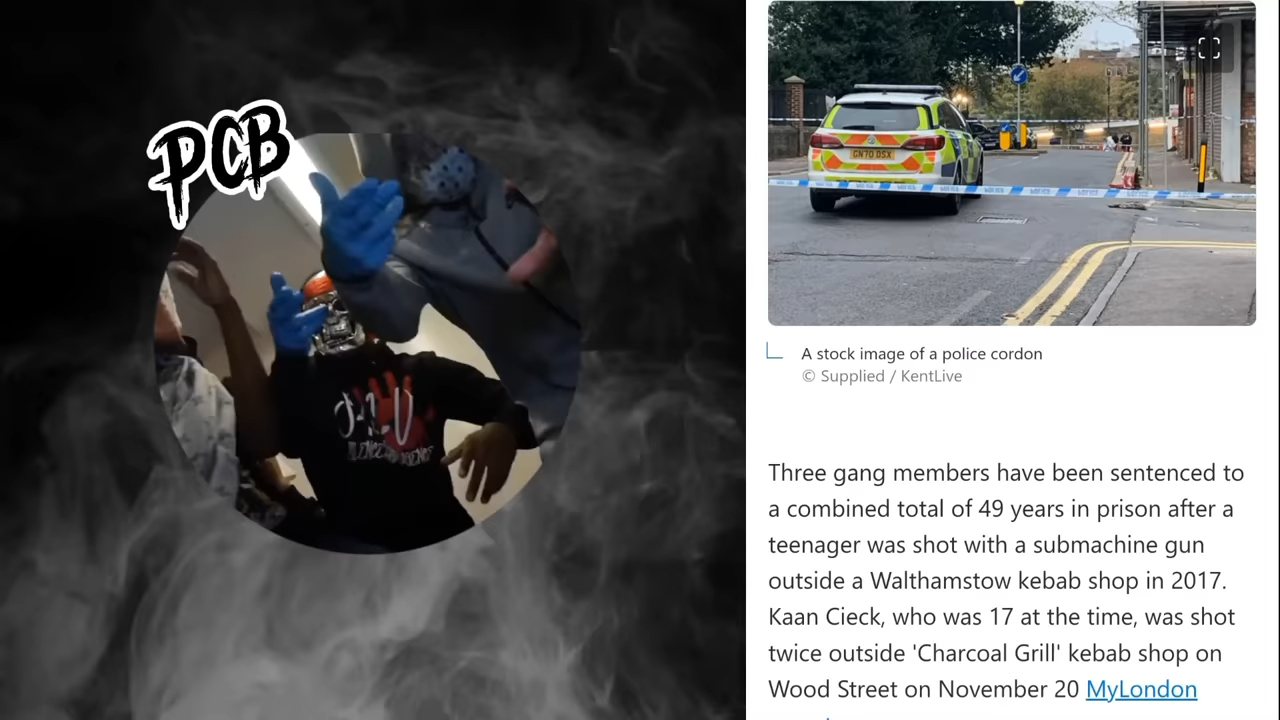 PCB
GN70 DSX
A stock image of a police cordon
© Supplied / KentLive
Three gang members have been sentenced to
a combined total of 49 years in prison after a
teenager was shot with a submachine gun
outside a Walthamstow kebab shop in 2017.
Kaan Cieck, who was 17 at the time, was shot
twice outside 'Charcoal Grill' kebab shop on
Wood Street on November 20 MyLondon